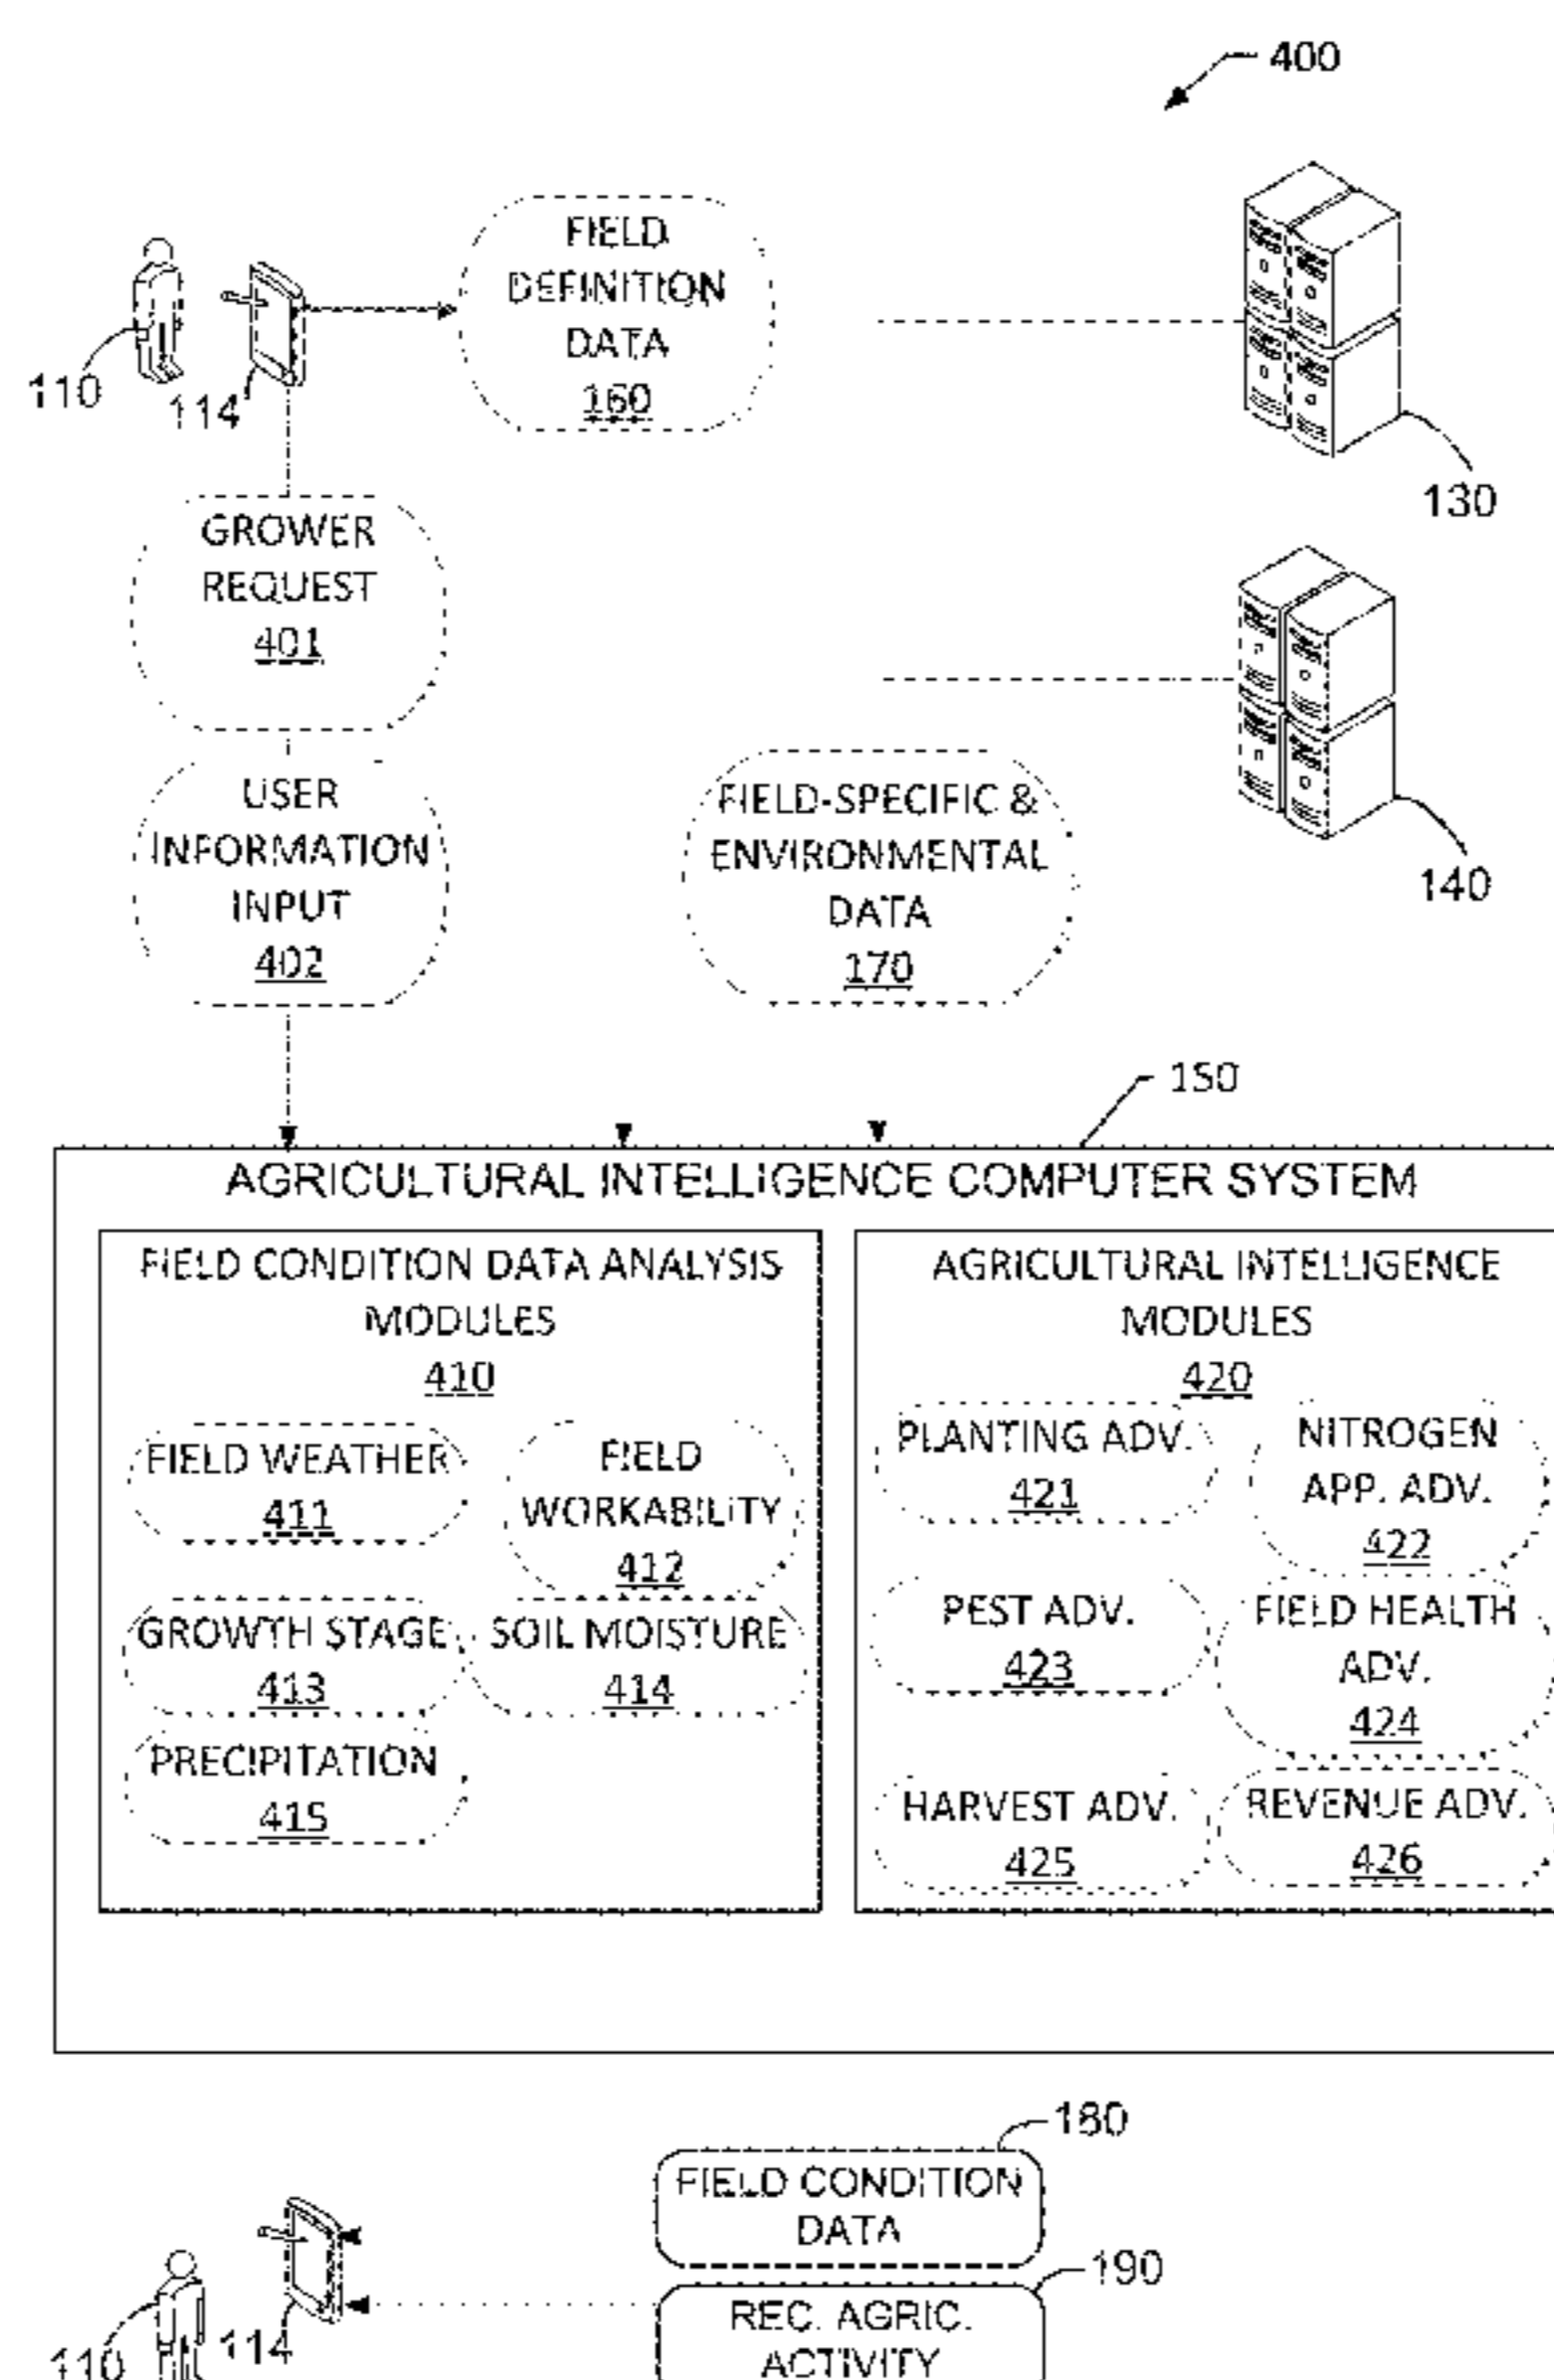 400
FIELD
DEFINITION
DATA
160
110
114
130
GROWER
REQUEST
401
USER
INFORMATION
INPUT
402
FIELD-SPECIFIC &
ENVIRONMENTAL
DATA
170
140
150
AGRICULTURAL INTELLIGENCE COMPUTER SYSTEM
FIELD CONDITION DATA ANALYSIS
MODULES
410
FIELD WEATHER
411
FIELD
WORKABILITY
412
GROWTH STAGE
413
SOIL MOISTURE
414
PRECIPITATION
415
AGRICULTURAL INTELLIGENCE
MODULES
420
PLANTING ADV.
421
NITROGEN
APP. ADV.
422
PEST ADV.
423
FIELD HEALTH
ADV.
424
HARVEST ADV.
425
REVENUE ADV.
426
180
FIELD CONDITION
DATA
190
REC. AGRIC.
ACTIVITY
114
110